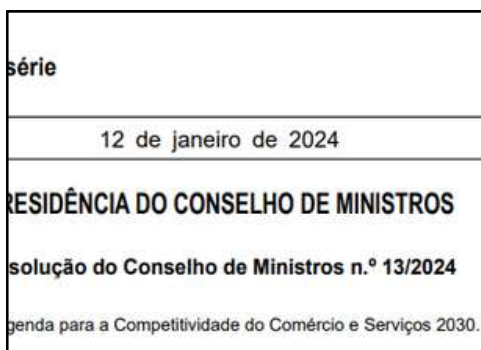 série
12 de janeiro de 2024
RESIDÊNCIA DO CONSELHO DE MINISTROS
solução do Conselho de Ministros n.º 13/2024
genda para a Competitividade do Comércio e Serviços 2030.